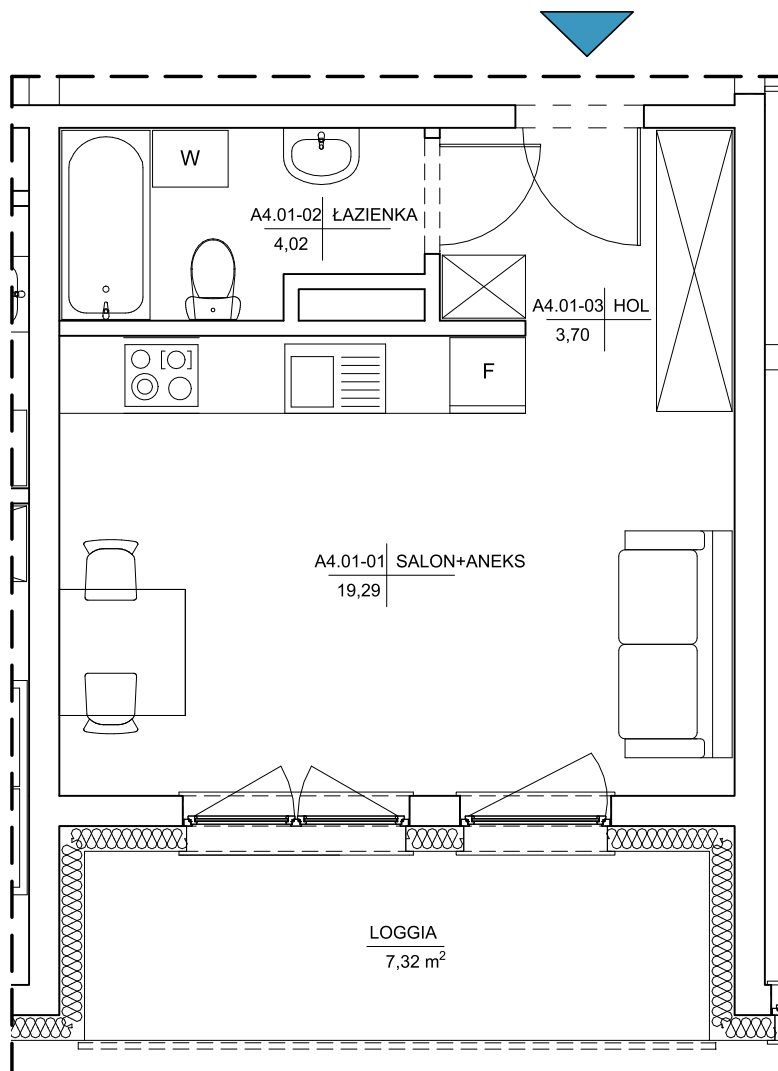 W
A4.01-02 ŁAZIENKA
4,02
A4.01-03 HOL
3,70
F
A4.01-01 SALON+ANEKS
19,29
LOGGIA
7,32 m²